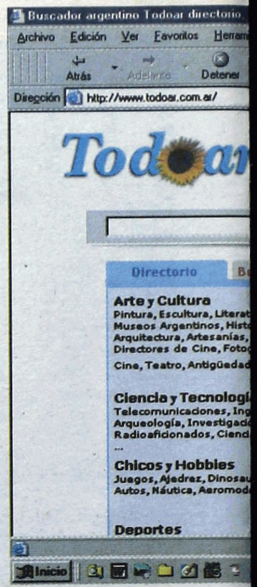 Buscador argentino Todoar directorio
Archivo Edición Ver Favoritos
Atrás Adelante Detener
Dirección http://www.todoar.com.ar/
Todoar
Directorio
Arte y Cultura
Pintura, Escultura,
Museos Argentinos,
Arquitectura, Artesanías,
Directores de Cine,
Cine, Teatro,
Ciencia y
Telecomunicaciones,
Arqueología,
Radioaficionados,
...
Chicos y Hobbies
Juegos, Ajedrez,
Autos, Náutica,
Deportes
Inicio